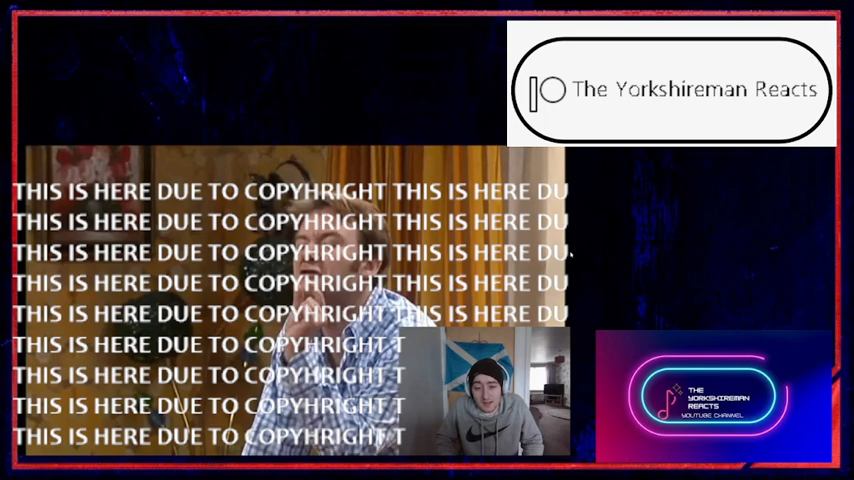 The Yorkshireman Reacts
THIS IS HERE DUE TO COPYHRIGHT THIS IS HERE DU
THIS IS HERE DUE TO COPYHRIGHT THIS IS HERE DU
THIS IS HERE DUE TO COPYHRIGHT THIS IS HERE DU
THIS IS HERE DUE TO COPYHRIGHT THIS IS HERE DU
THIS IS HERE DUE TO COPYHRIGHT THIS IS HERE DU
THIS IS HERE DUE TO COPYHRIGHT T
THIS IS HERE DUE TO COPYHRIGHT T
THIS IS HERE DUE TO COPYHRIGHT T
THIS IS HERE DUE TO COPYHRIGHT T
THE
YORKSHIREMAN
REACTS
YOUTUBE CHANNEL